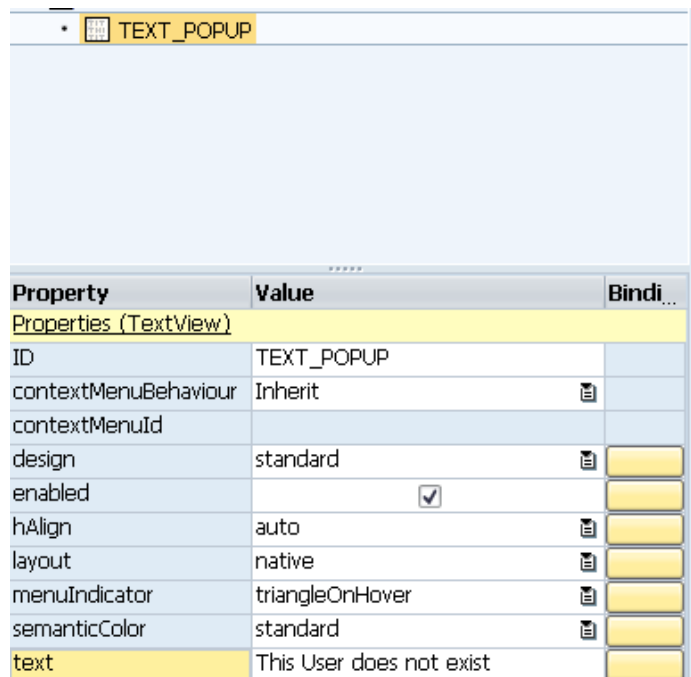 TEXT_POPUP
Property Value Bindi...
Properties (TextView)
ID TEXT_POPUP
contextMenuBehaviour Inherit
contextMenuId
design standard
enabled
hAlign auto
layout native
menuIndicator triangleOnHover
semanticColor standard
text This User does not exist